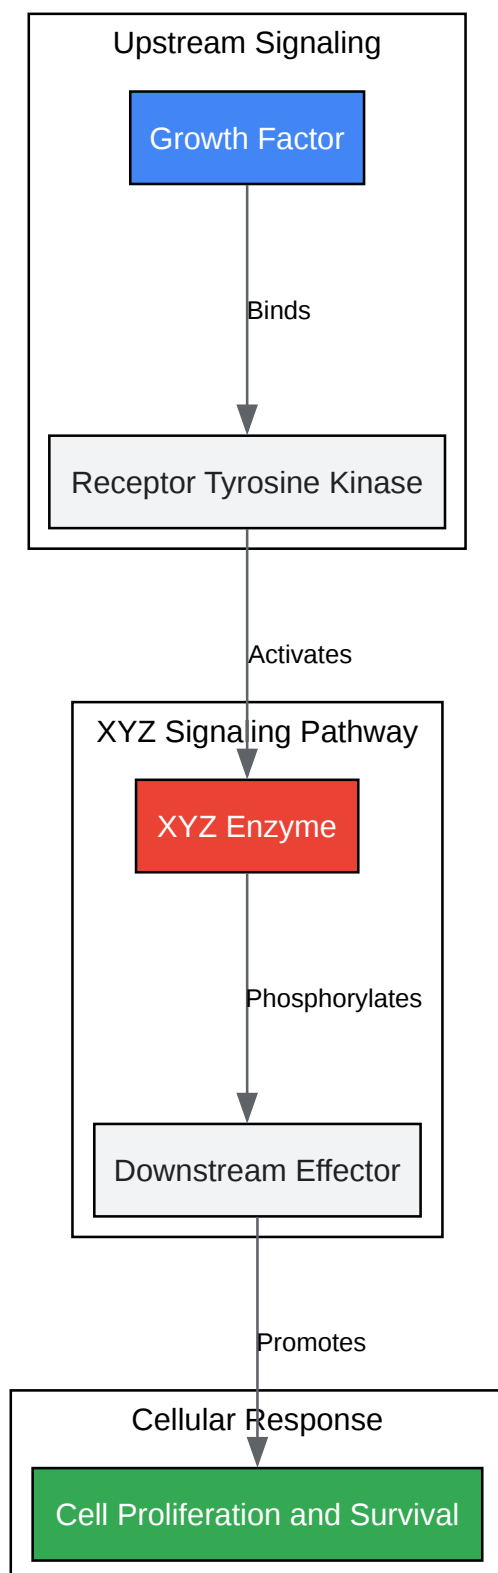 Upstream Signaling
Growth Factor
Binds
Receptor Tyrosine Kinase
Activates
XYZ Signaling Pathway
XYZ Enzyme
Phosphorylates
Downstream Effector
Promotes
Cellular Response
Cell Proliferation and Survival